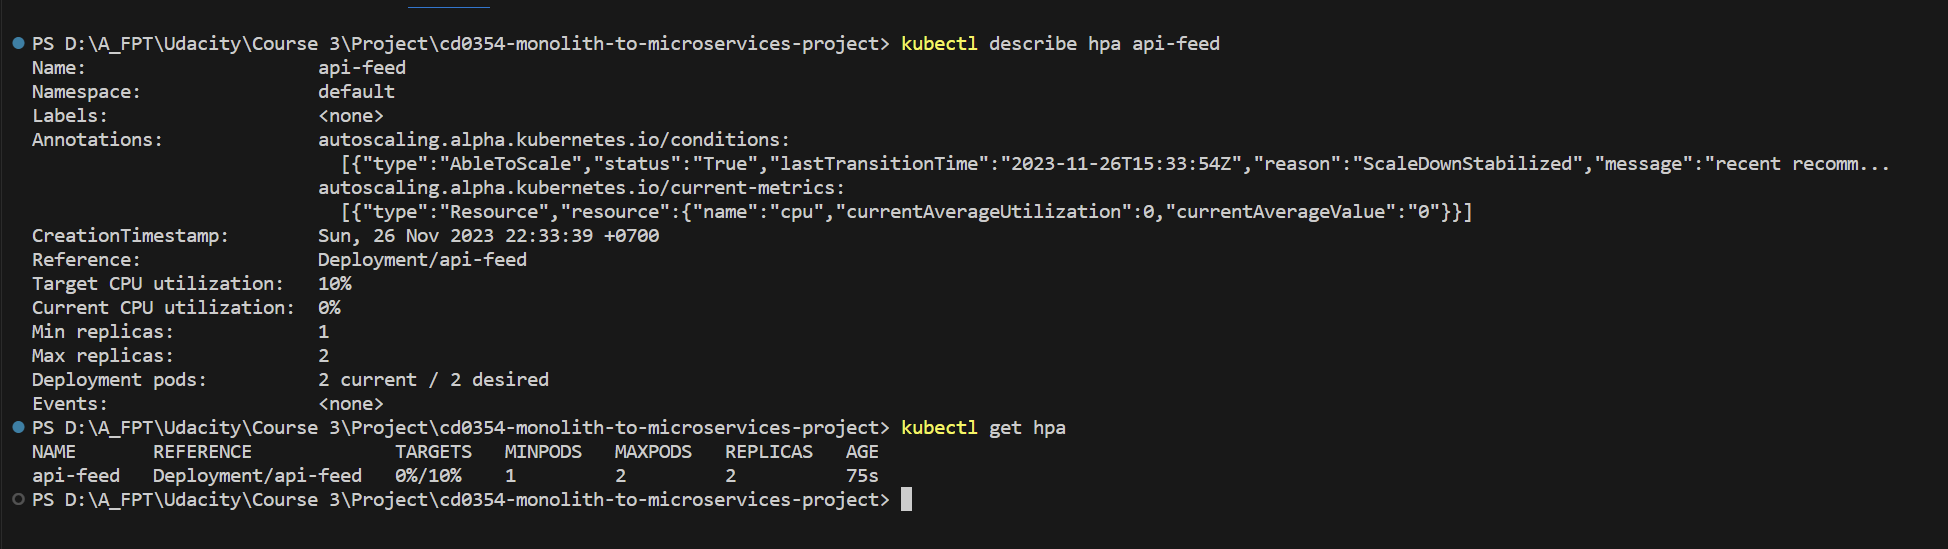 PS D:\A_FPT\Udacity\Course 3\Project\cd0354-monolith-to-microservices-project> kubectl describe hpa api-feed
Name:                     api-feed
Namespace:                default
Labels:                   <none>
Annotations:              autoscaling.alpha.kubernetes.io/conditions:
                            [{"type":"AbleToScale","status":"True","lastTransitionTime":"2023-11-26T15:33:54Z","reason":"ScaleDownStabilized","message":"recent recomm...
                          autoscaling.alpha.kubernetes.io/current-metrics:
                            [{"type":"Resource","resource":{"name":"cpu","currentAverageUtilization":0,"currentAverageValue":"0"}}]
CreationTimestamp:        Sun, 26 Nov 2023 22:33:39 +0700
Reference:                Deployment/api-feed
Target CPU utilization:   10%
Current CPU utilization:  0%
Min replicas:             1
Max replicas:             2
Deployment pods:          2 current / 2 desired
Events:                   <none>
PS D:\A_FPT\Udacity\Course 3\Project\cd0354-monolith-to-microservices-project> kubectl get hpa
NAME       REFERENCE             TARGETS   MINPODS   MAXPODS   REPLICAS   AGE
api-feed   Deployment/api-feed   0%/10%    1         2         2          75s
PS D:\A_FPT\Udacity\Course 3\Project\cd0354-monolith-to-microservices-project>